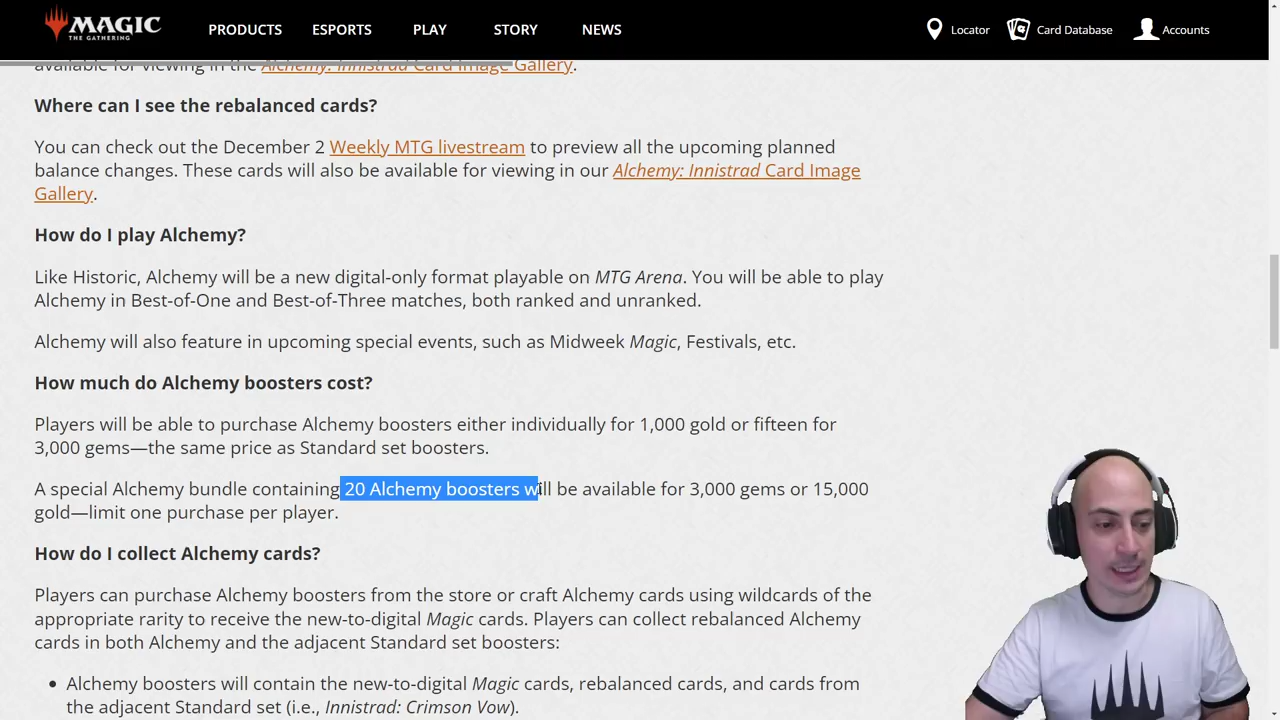 MAGIC
THE GATHERING
PRODUCTS ESPORTS PLAY STORY NEWS
Locator Card Database Accounts
available for viewing in the Alchemy: Innistrad Card Image Gallery.
Where can I see the rebalanced cards?
You can check out the December 2 Weekly MTG livestream to preview all the upcoming planned
balance changes. These cards will also be available for viewing in our Alchemy: Innistrad Card Image
Gallery.
How do I play Alchemy?
Like Historic, Alchemy will be a new digital-only format playable on MTG Arena. You will be able to play
Alchemy in Best-of-One and Best-of-Three matches, both ranked and unranked.
Alchemy will also feature in upcoming special events, such as Midweek Magic, Festivals, etc.
How much do Alchemy boosters cost?
Players will be able to purchase Alchemy boosters either individually for 1,000 gold or fifteen for
3,000 gems—the same price as Standard set boosters.
A special Alchemy bundle containing 20 Alchemy boosters will be available for 3,000 gems or 15,000
gold—limit one purchase per player.
How do I collect Alchemy cards?
Players can purchase Alchemy boosters from the store or craft Alchemy cards using wildcards of the
appropriate rarity to receive the new-to-digital Magic cards. Players can collect rebalanced Alchemy
cards in both Alchemy and the adjacent Standard set boosters:
• Alchemy boosters will contain the new-to-digital Magic cards, rebalanced cards, and cards from
the adjacent Standard set (i.e., Innistrad: Crimson Vow).